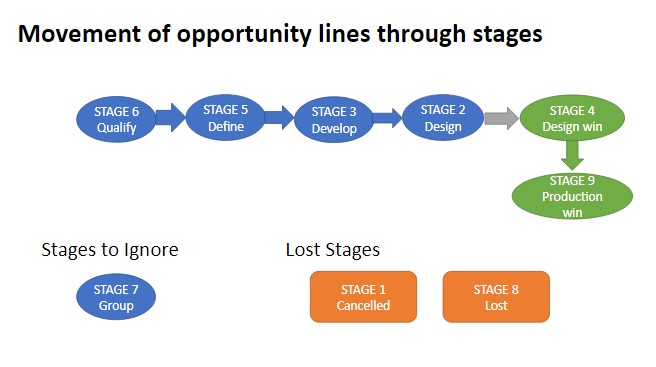 Movement of opportunity lines through stages
STAGE 6
Qualify
STAGE 5
Define
STAGE 3
Develop
STAGE 2
Design
STAGE 4
Design win
STAGE 9
Production
win
Stages to Ignore
Lost Stages
STAGE 7
Group
STAGE 1
Cancelled
STAGE 8
Lost